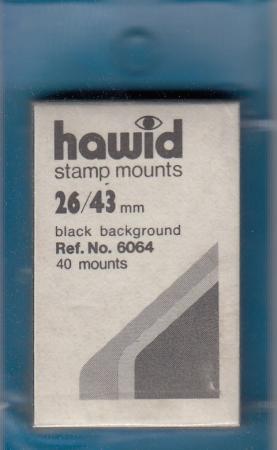 hawid
stamp mounts
26/43 mm
black background
Ref. No. 6064
40 mounts